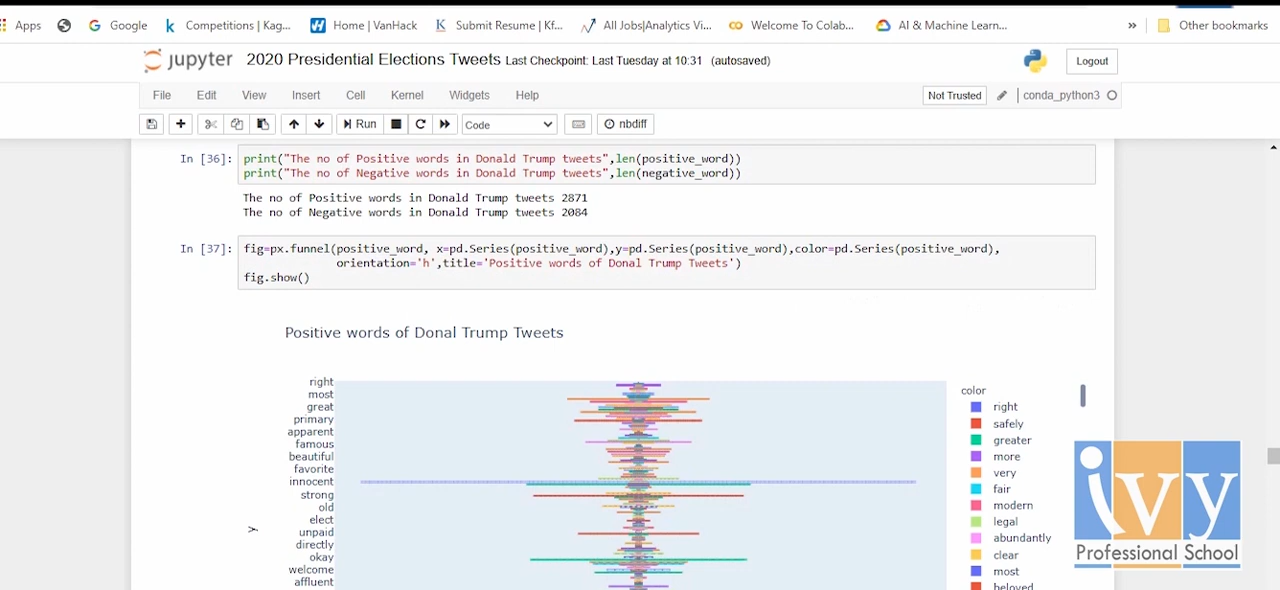 Apps Google Competitions | Kag... Home | VanHack Submit Resume | Kf... All Jobs|Analytics Vi... Welcome To Colab... AI & Machine Learn... » Other bookmarks
jupyter 2020 Presidential Elections Tweets Last Checkpoint: Last Tuesday at 10:31 (autosaved) Logout
File Edit View Insert Cell Kernel Widgets Help Not Trusted conda_python3
Run Code nbdiff
In [36]: print("The no of Positive words in Donald Trump tweets",len(positive_word))
print("The no of Negative words in Donald Trump tweets",len(negative_word))
The no of Positive words in Donald Trump tweets 2871
The no of Negative words in Donald Trump tweets 2084
In [37]: fig=px.funnel(positive_word, x=pd.Series(positive_word),y=pd.Series(positive_word),color=pd.Series(positive_word),
orientation='h',title='Positive words of Donal Trump Tweets')
fig.show()
Positive words of Donal Trump Tweets
right
most
great
primary
apparent
famous
beautiful
favorite
innocent
strong
old
elect
unpaid
directly
okay
welcome
affluent
y
color
right
safely
greater
more
very
fair
modern
legal
abundantly
clear
most
beloved
ivy
Professional School